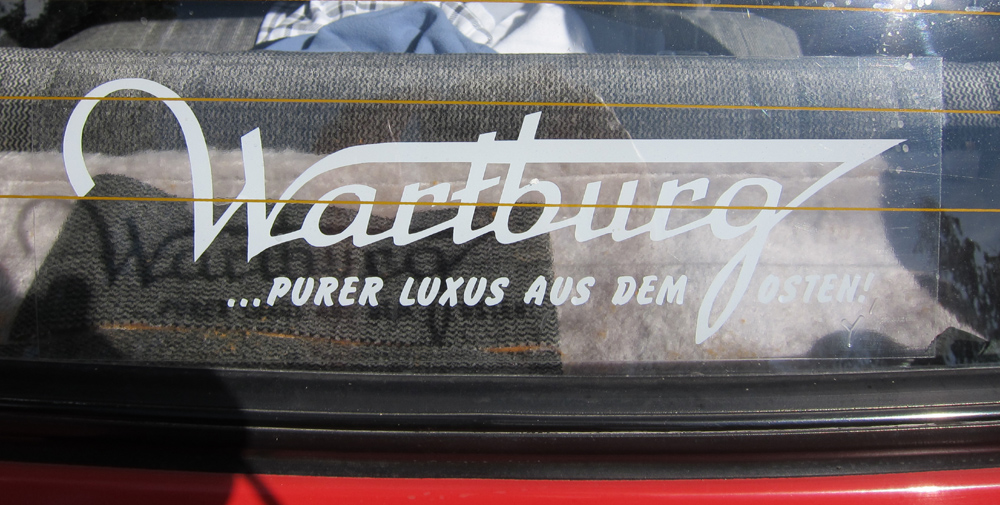 Wartburg
...PURER LUXUS AUS DEM OSTEN!